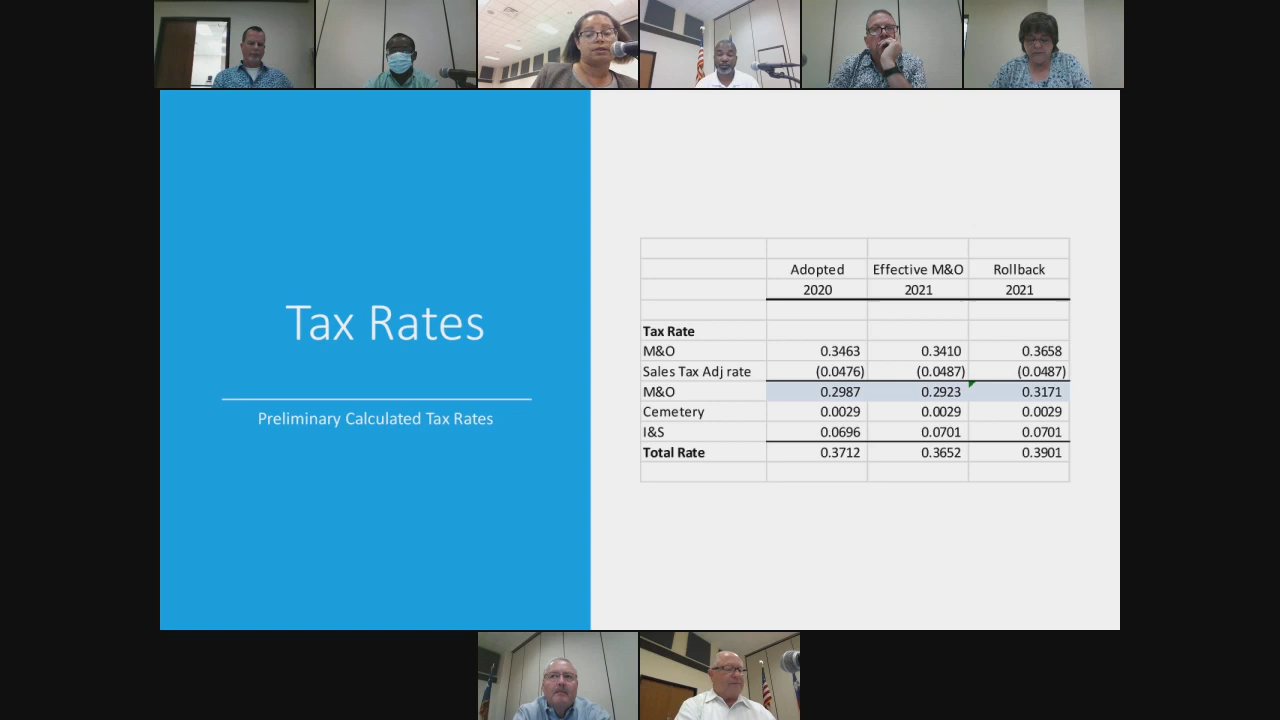 Tax Rates
Preliminary Calculated Tax Rates
Adopted Effective M&O Rollback
2020 2021 2021
Tax Rate
M&O 0.3463 0.3410 0.3658
Sales Tax Adj rate (0.0476) (0.0487) (0.0487)
M&O 0.2987 0.2923 0.3171
Cemetery 0.0029 0.0029 0.0029
I&S 0.0696 0.0701 0.0701
Total Rate 0.3712 0.3652 0.3901